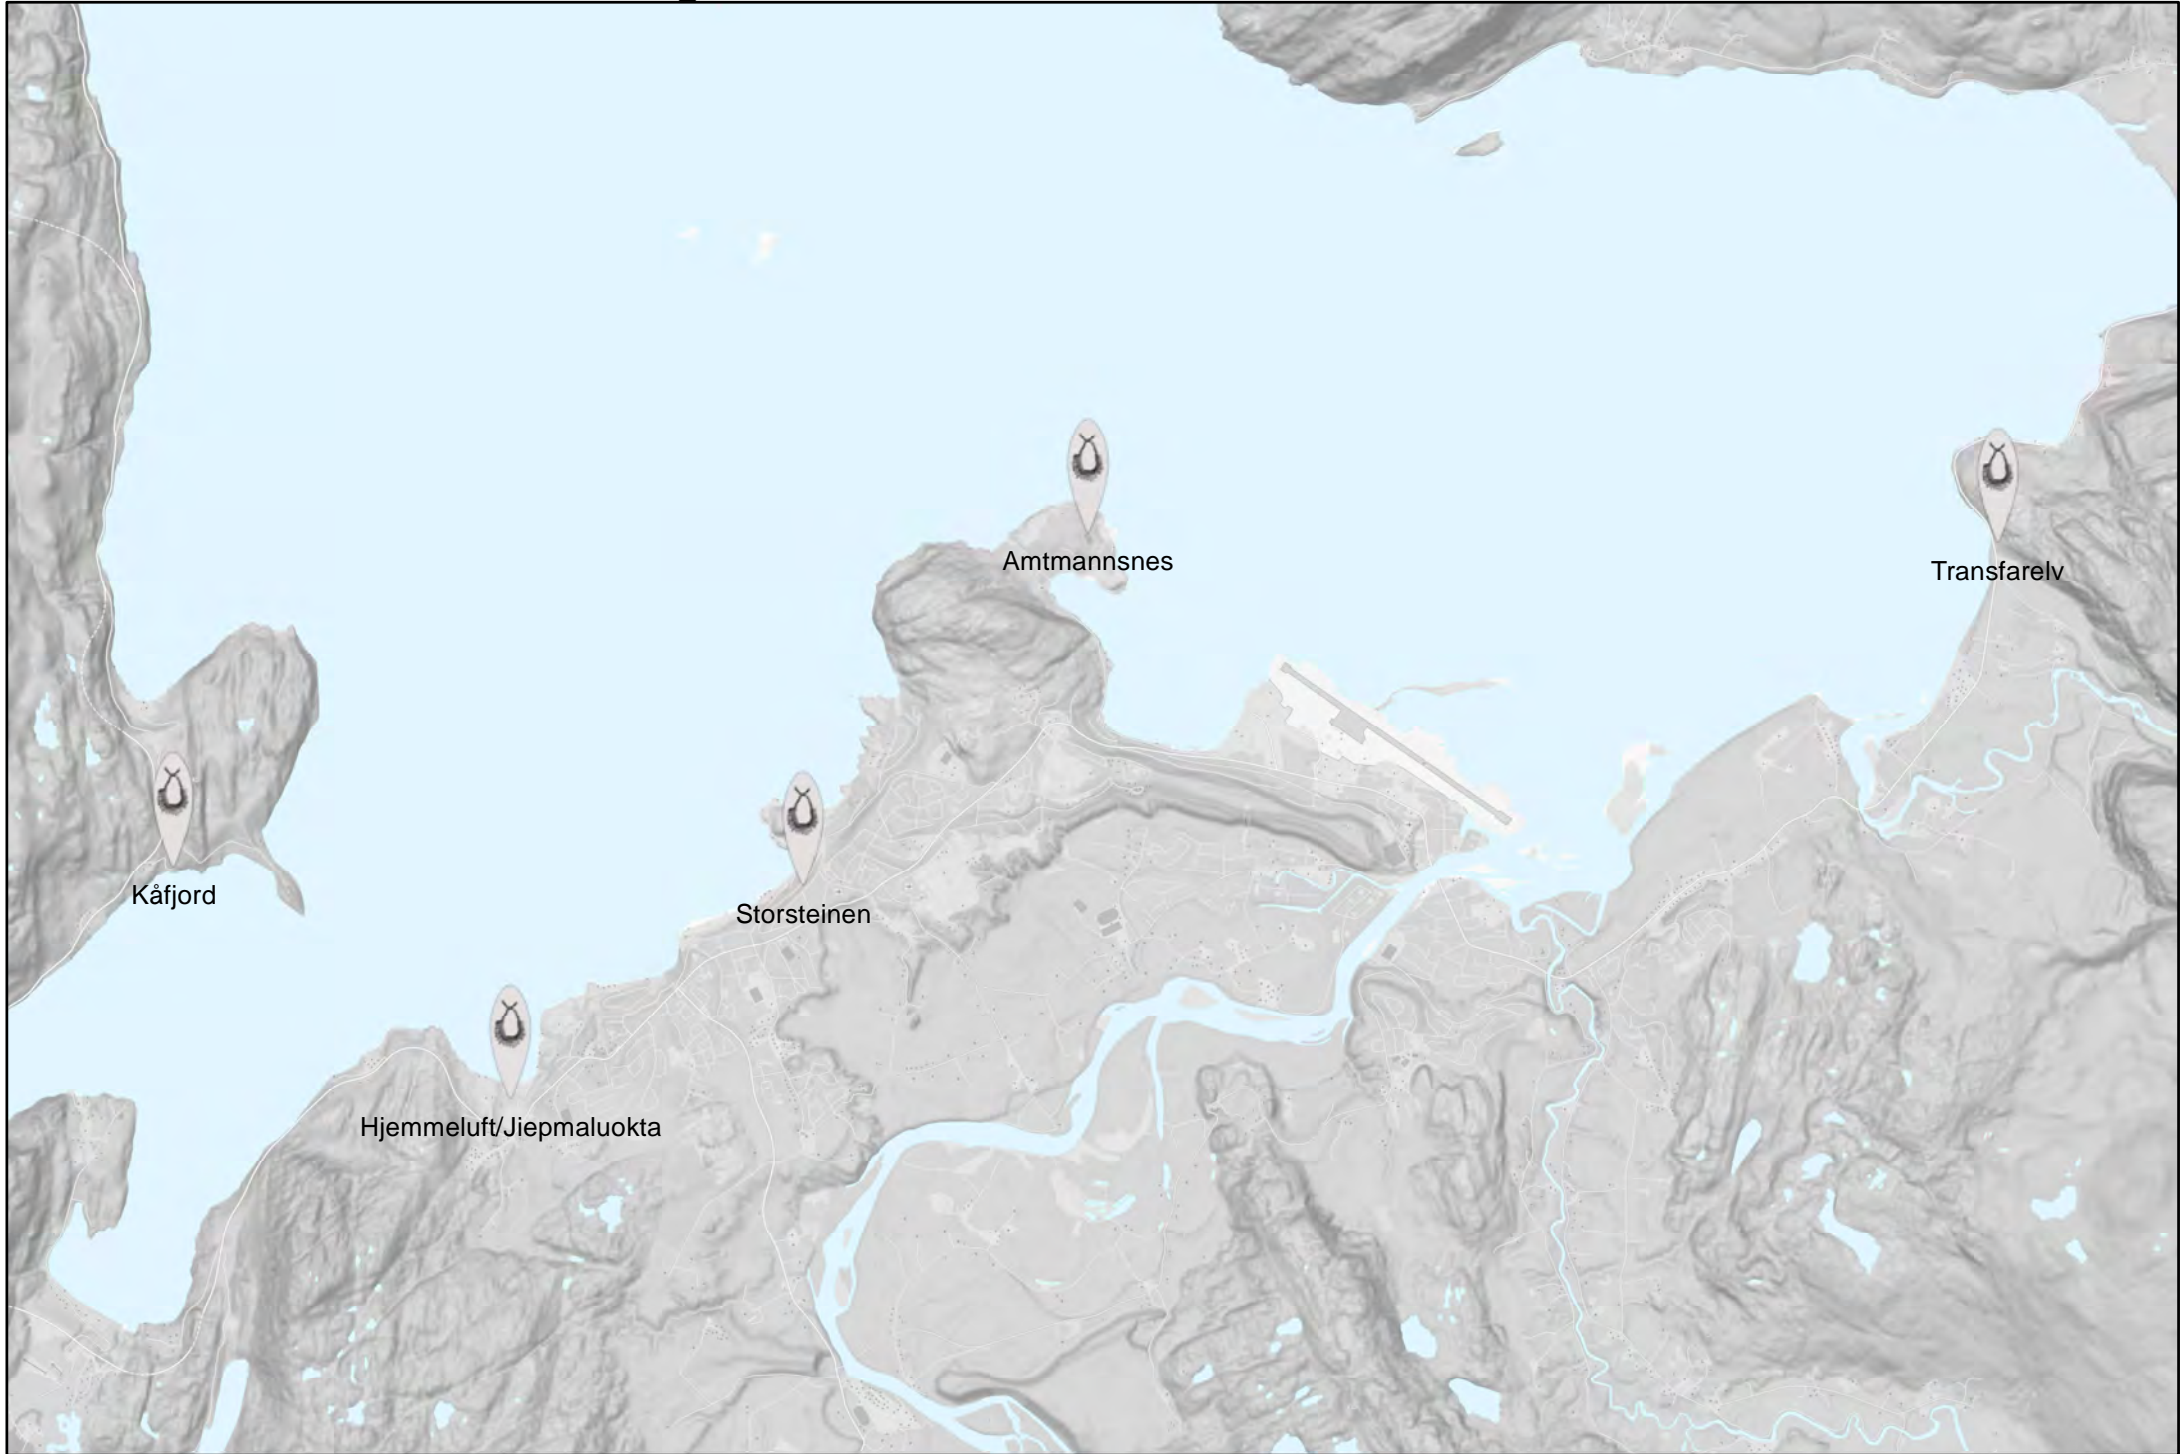 Amtmannsnes
Transfarelv
Kåfjord
Storsteinen
Hjemmeluft/Jiepmaluokta